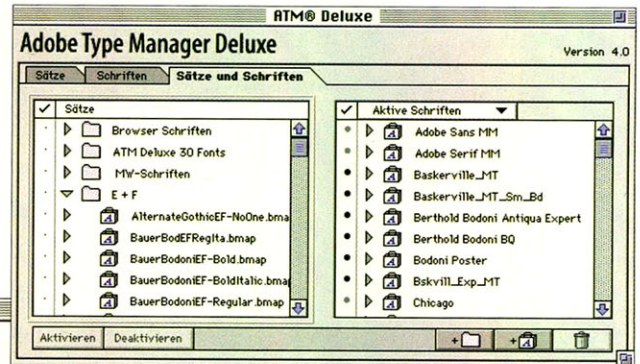 ATM® Deluxe
Adobe Type Manager Deluxe
Version 4.0
Sätze
Schriften
Sätze und Schriften
Sätze
Browser Schriften
ATM Deluxe 30 Fonts
MW-Schriften
E + F
AlternateGothicEF-NoOne.bma
BauerBodEFRegIta.bmap
BauerBodoniEF-Bold.bmap
BauerBodoniEF-BoldItalic.bmap
BauerBodoniEF-Regular.bmap
Aktive Schriften
Adobe Sans MM
Adobe Serif MM
Baskerville_MT
Baskerville_MT_Sm_Bd
Berthold Bodoni Antiqua Expert
Berthold Bodoni BQ
Bodoni Poster
Bskvill_Exp_MT
Chicago
Aktivieren
Deaktivieren